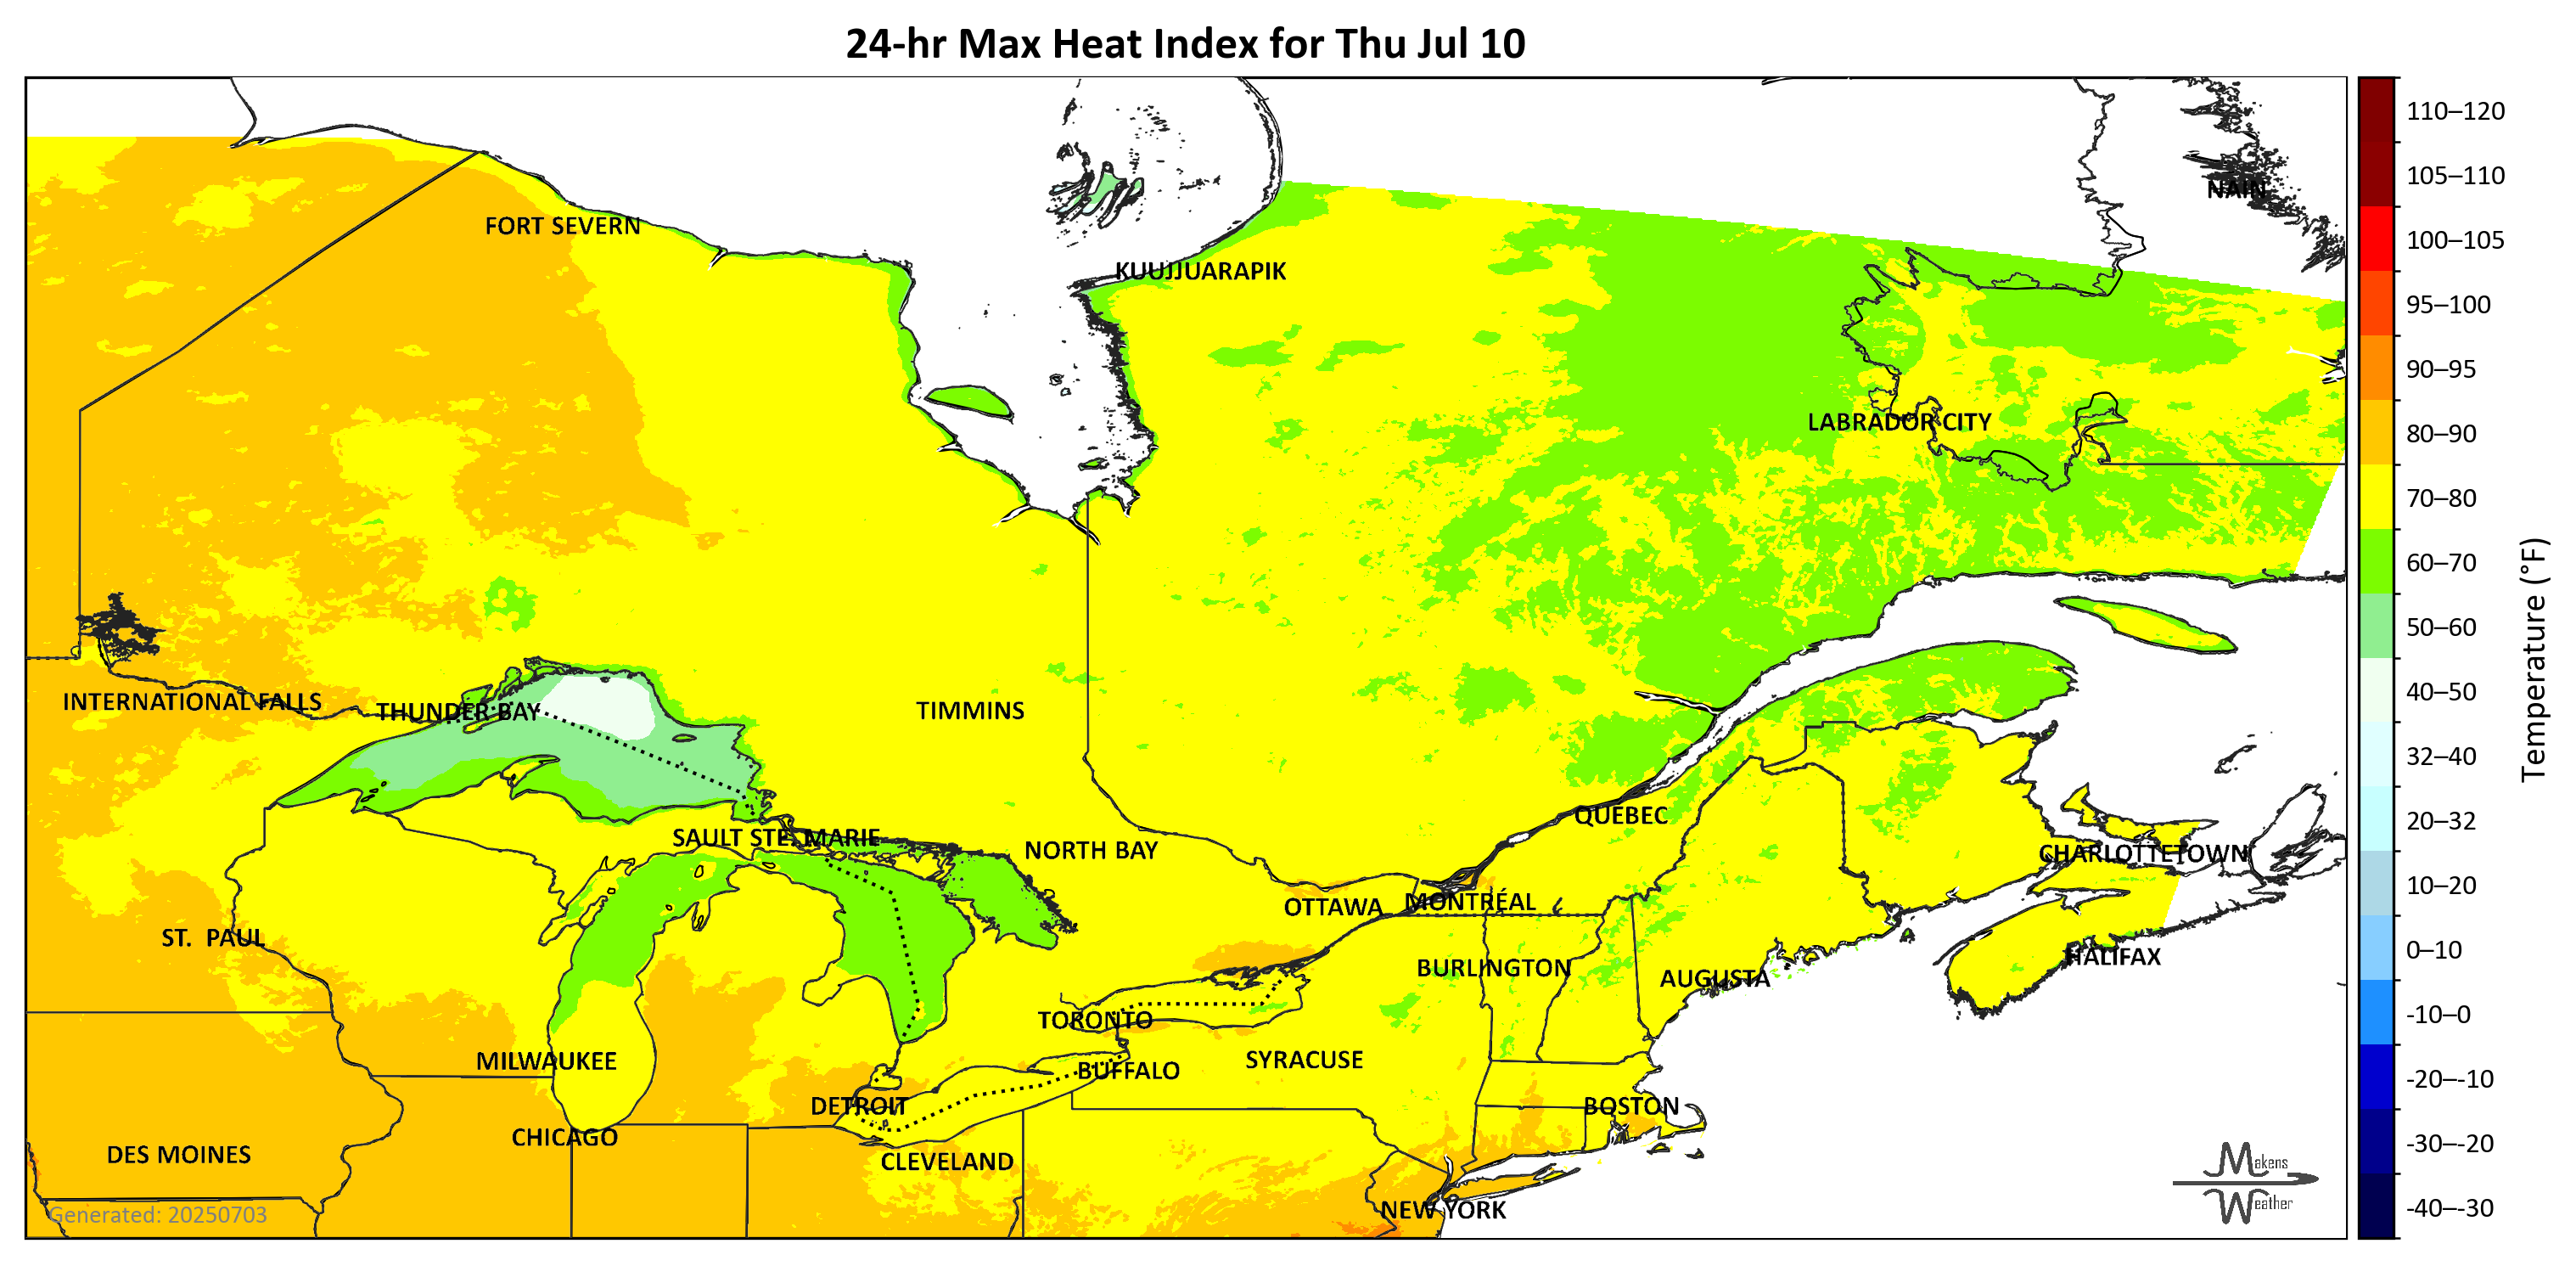 24-hr Max Heat Index for Thu Jul 10
NAIN
FORT SEVERN
KUUJJUARAPIK
LABRADOR CITY
INTERNATIONAL FALLS
THUNDER BAY
TIMMINS
QUÉBEC
SAULT STE. MARIE
NORTH BAY
CHARLOTTETOWN
OTTAWA
MONTRÉAL
ST. PAUL
HALIFAX
BURLINGTON
AUGUSTA
TORONTO
MILWAUKEE
SYRACUSE
BUFFALO
DETROIT
BOSTON
CHICAGO
DES MOINES
CLEVELAND
NEW YORK
Generated: 20250703
Makens
Weather
110–120
105–110
100–105
95–100
90–95
80–90
70–80
60–70
50–60
40–50
32–40
20–32
10–20
0–10
-10–0
-20–-10
-30–-20
-40–-30
Temperature (°F)